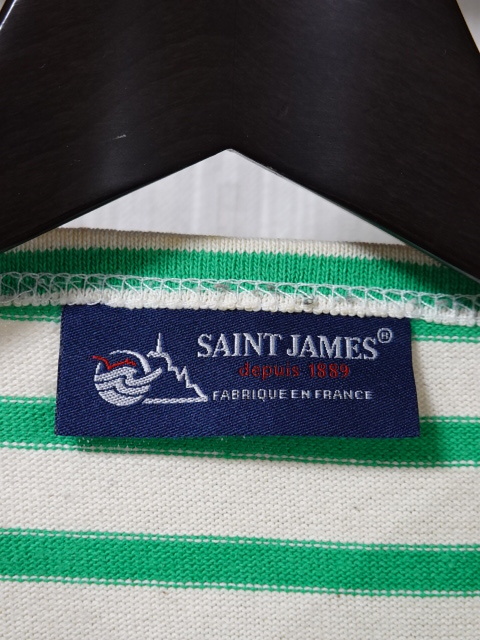 SAINT JAMES®
depuis 1889
FABRIQUE EN FRANCE